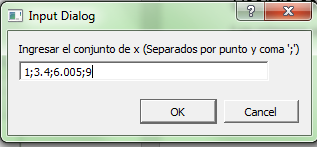 Input Dialog
Ingresar el conjunto de x (Separados por punto y coma ';')
1;3.4;6.005;9
OK
Cancel